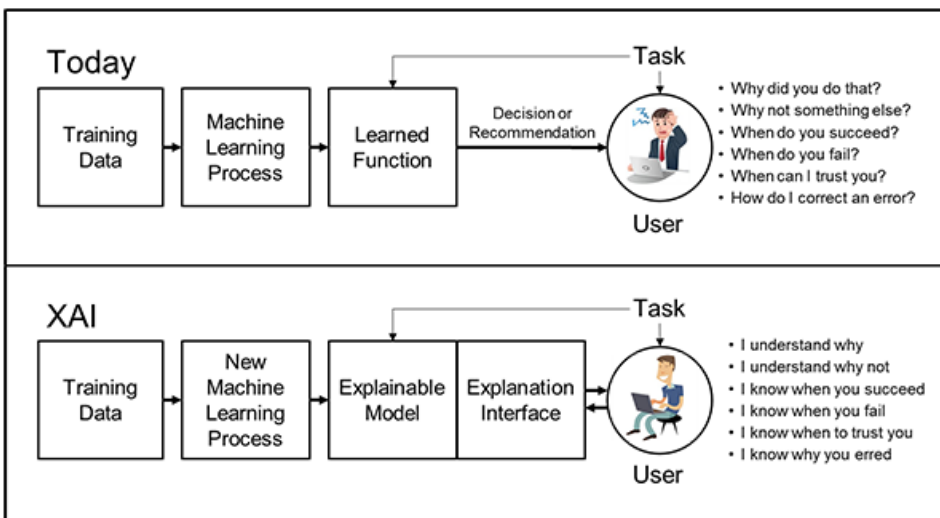 Today
Task
Training
Data
Machine
Learning
Process
Learned
Function
Decision or
Recommendation
User
• Why did you do that?
• Why not something else?
• When do you succeed?
• When do you fail?
• When can I trust you?
• How do I correct an error?
XAI
Task
Training
Data
New
Machine
Learning
Process
Explainable
Model
Explanation
Interface
User
• I understand why
• I understand why not
• I know when you succeed
• I know when you fail
• I know when to trust you
• I know why you erred